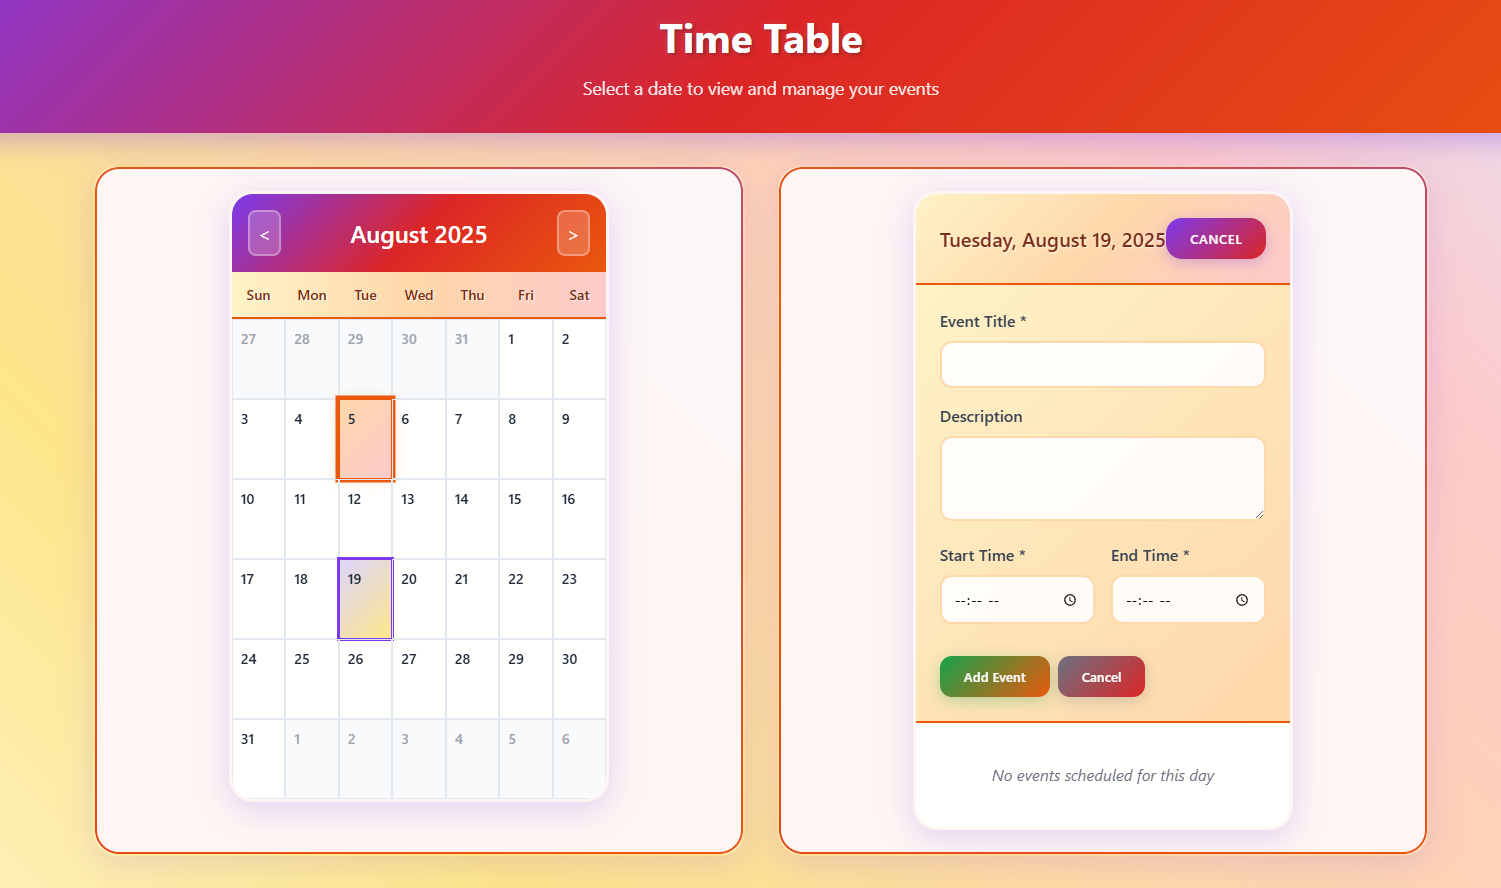 Time Table
Select a date to view and manage your events
< August 2025 >
Sun Mon Tue Wed Thu Fri Sat
27 28 29 30 31 1 2
3 4 5 6 7 8 9
10 11 12 13 14 15 16
17 18 19 20 21 22 23
24 25 26 27 28 29 30
31 1 2 3 4 5 6
Tuesday, August 19, 2025 CANCEL
Event Title *
Description
Start Time * End Time *
--:-- -- --:-- --
Add Event Cancel
No events scheduled for this day